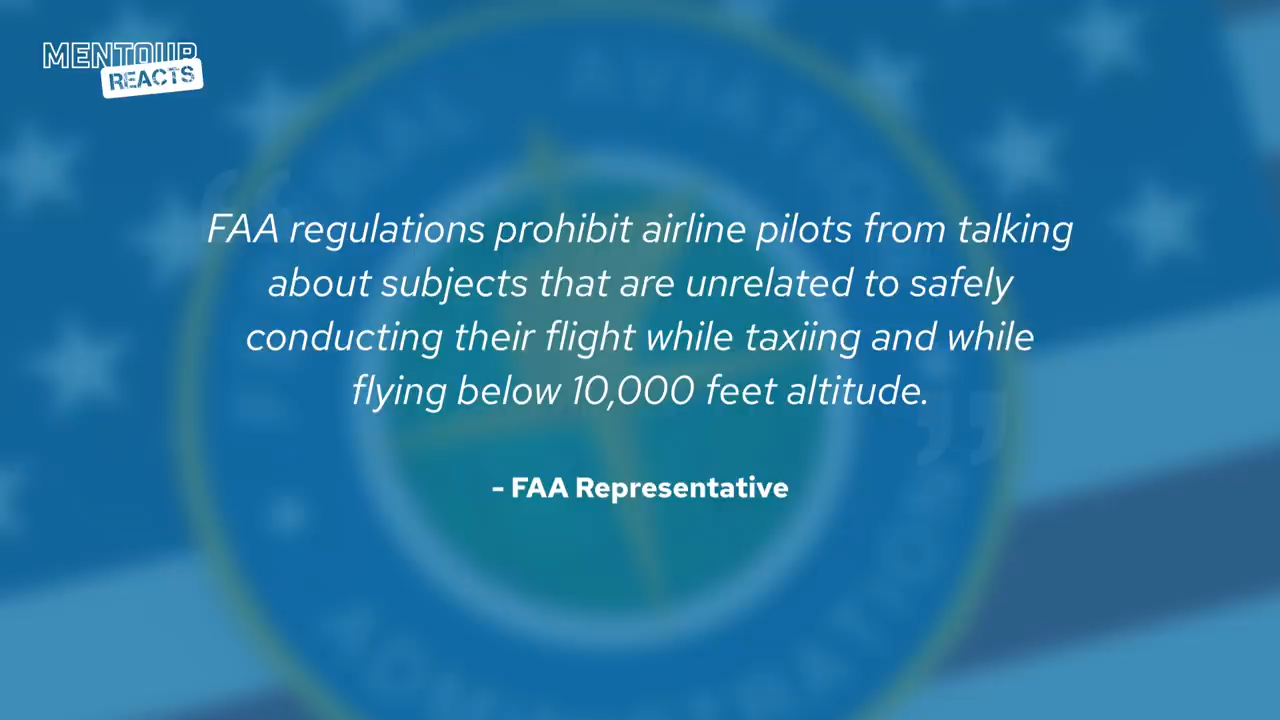 MENTOUR
REACTS
FAA regulations prohibit airline pilots from talking
about subjects that are unrelated to safely
conducting their flight while taxiing and while
flying below 10,000 feet altitude.
- FAA Representative